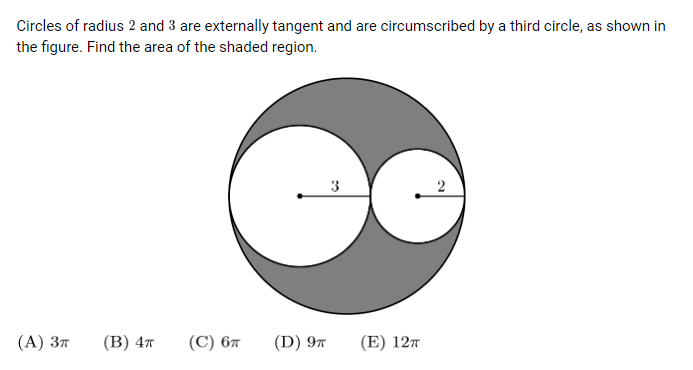 Circles of radius 2 and 3 are externally tangent and are circumscribed by a third circle, as shown in
the figure. Find the area of the shaded region.
3 2
(A) 3π (B) 4π (C) 6π (D) 9π (E) 12π